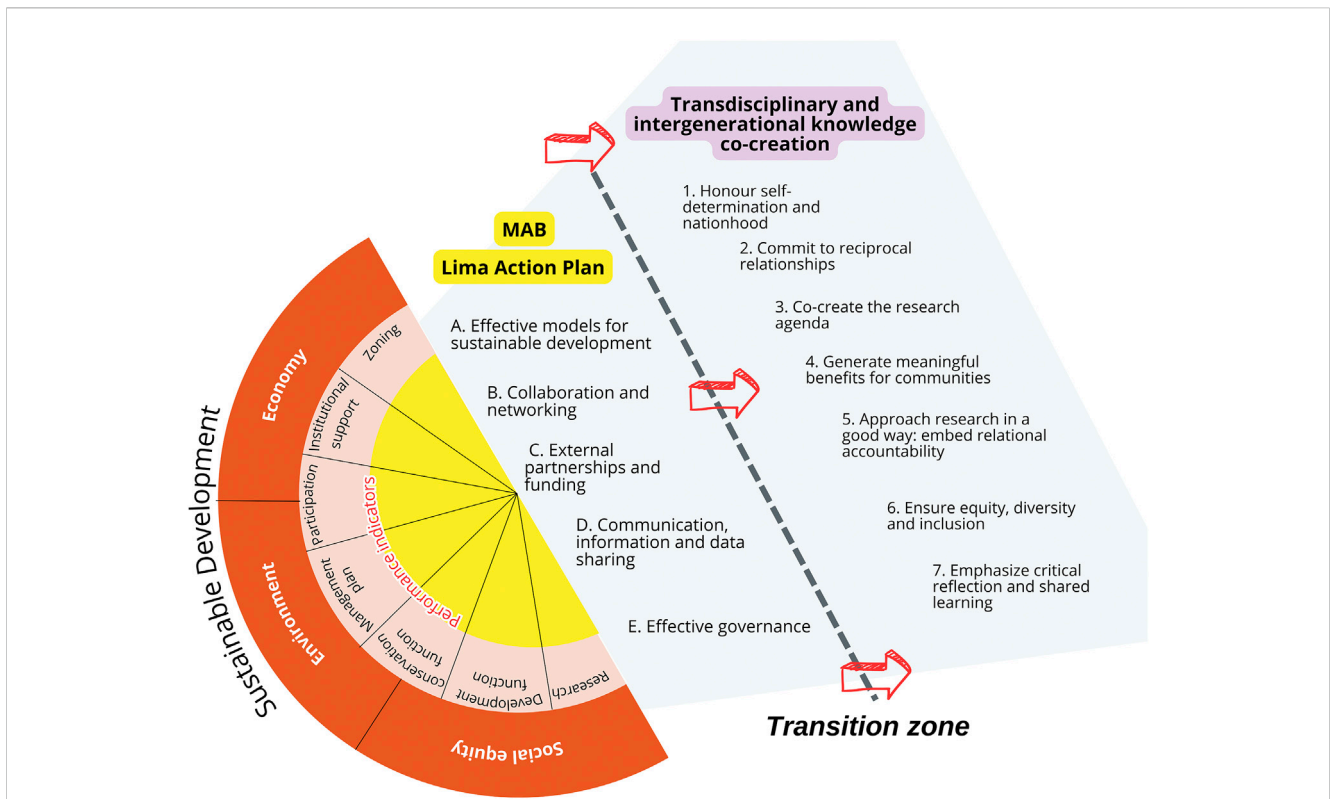 Transdisciplinary and
intergenerational knowledge
co-creation
1. Honour self-
determination and
nationhood
2. Commit to reciprocal
relationships
3. Co-create the research
agenda
4. Generate meaningful
benefits for communities
5. Approach research in a
good way: embed relational
accountability
6. Ensure equity, diversity
and inclusion
7. Emphasize critical
reflection and shared
learning
MAB
Lima Action Plan
A. Effective models for
sustainable development
B. Collaboration and
networking
C. External
partnerships and
funding
D. Communication,
information and data
sharing
E. Effective governance
Transition zone
Sustainable Development
Economy
Environment
Social equity
Zoning
Institutional
support
Participation
Management
plan
conservation
function
Development
function
Research
Performance indicators